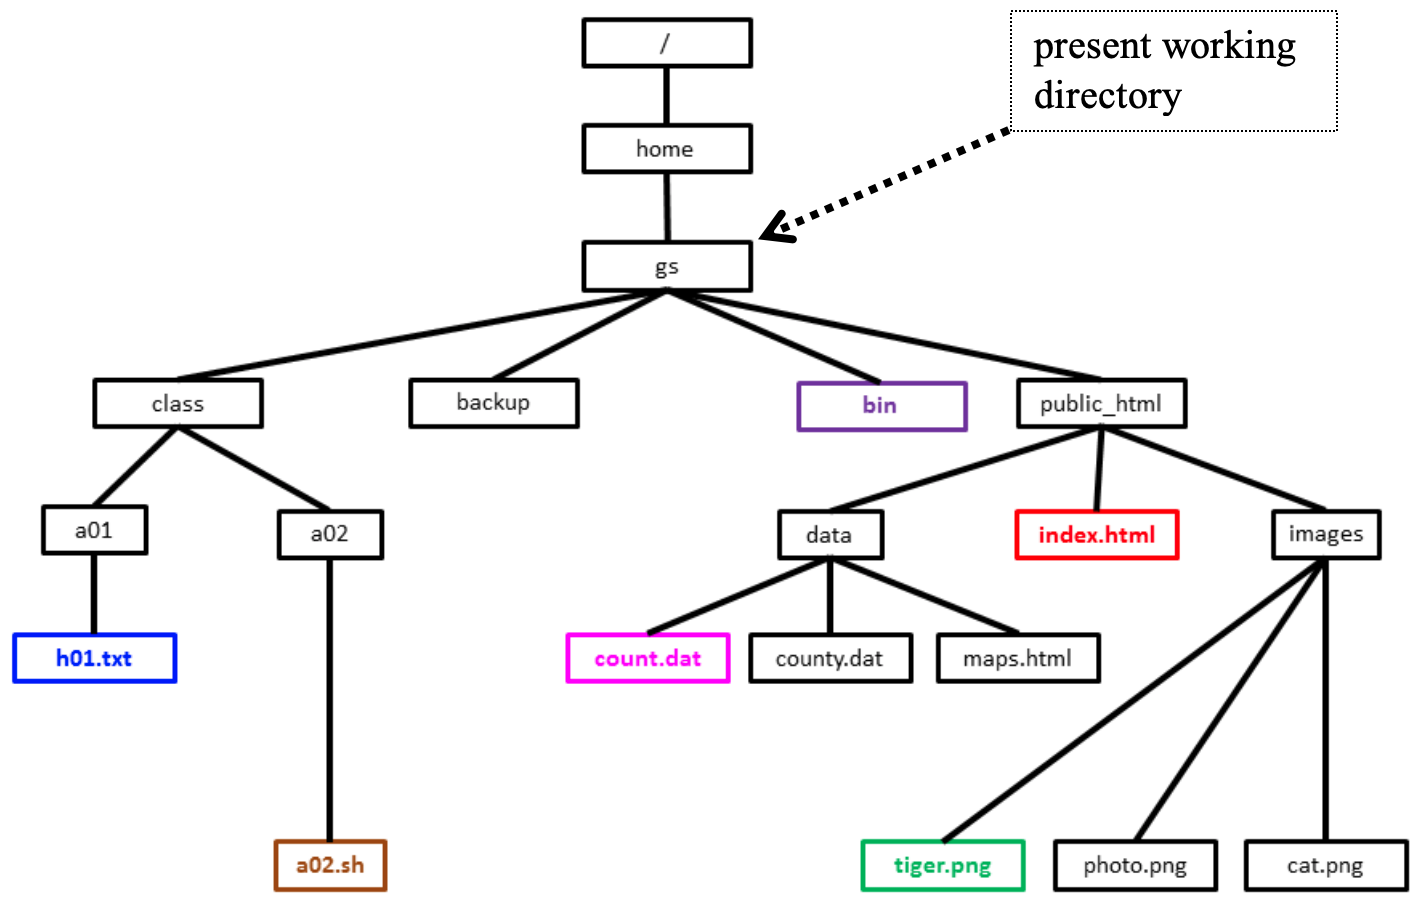 /
present working
directory
home
gs
class
backup
bin
public_html
a01
a02
data
index.html
images
h01.txt
count.dat
county.dat
maps.html
a02.sh
tiger.png
photo.png
cat.png